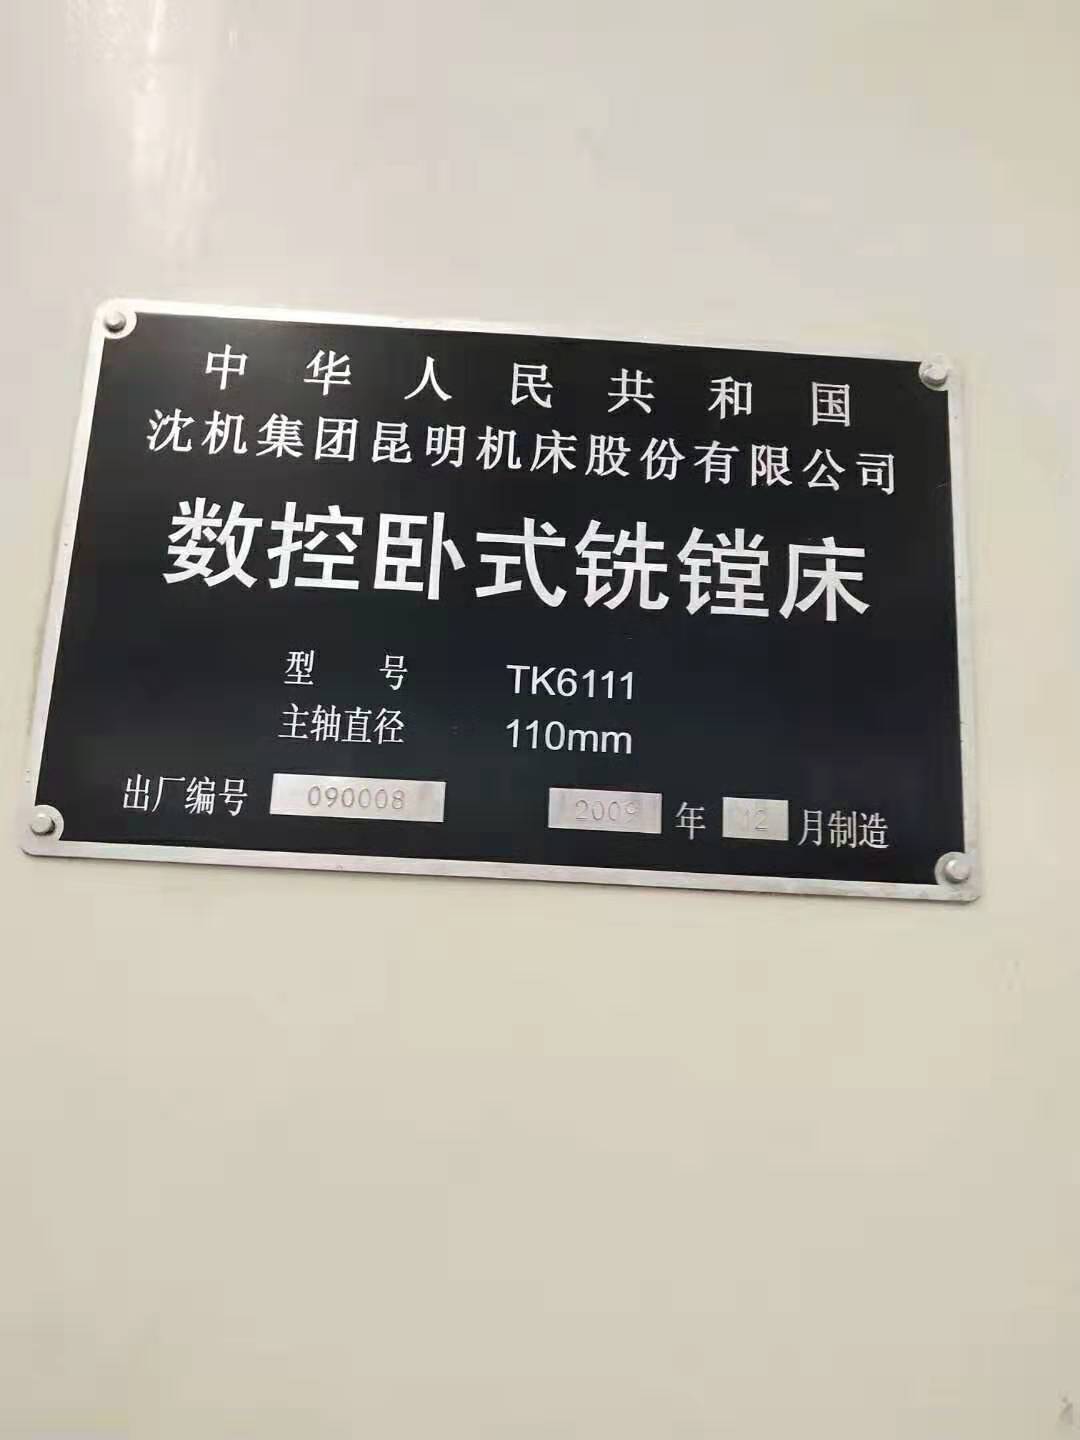 中华人民共和国
沈机集团昆明机床股份有限公司
数控卧式铣镗床
型号 TK6111
主轴直径 110mm
出厂编号 090008 2009 年 12 月制造